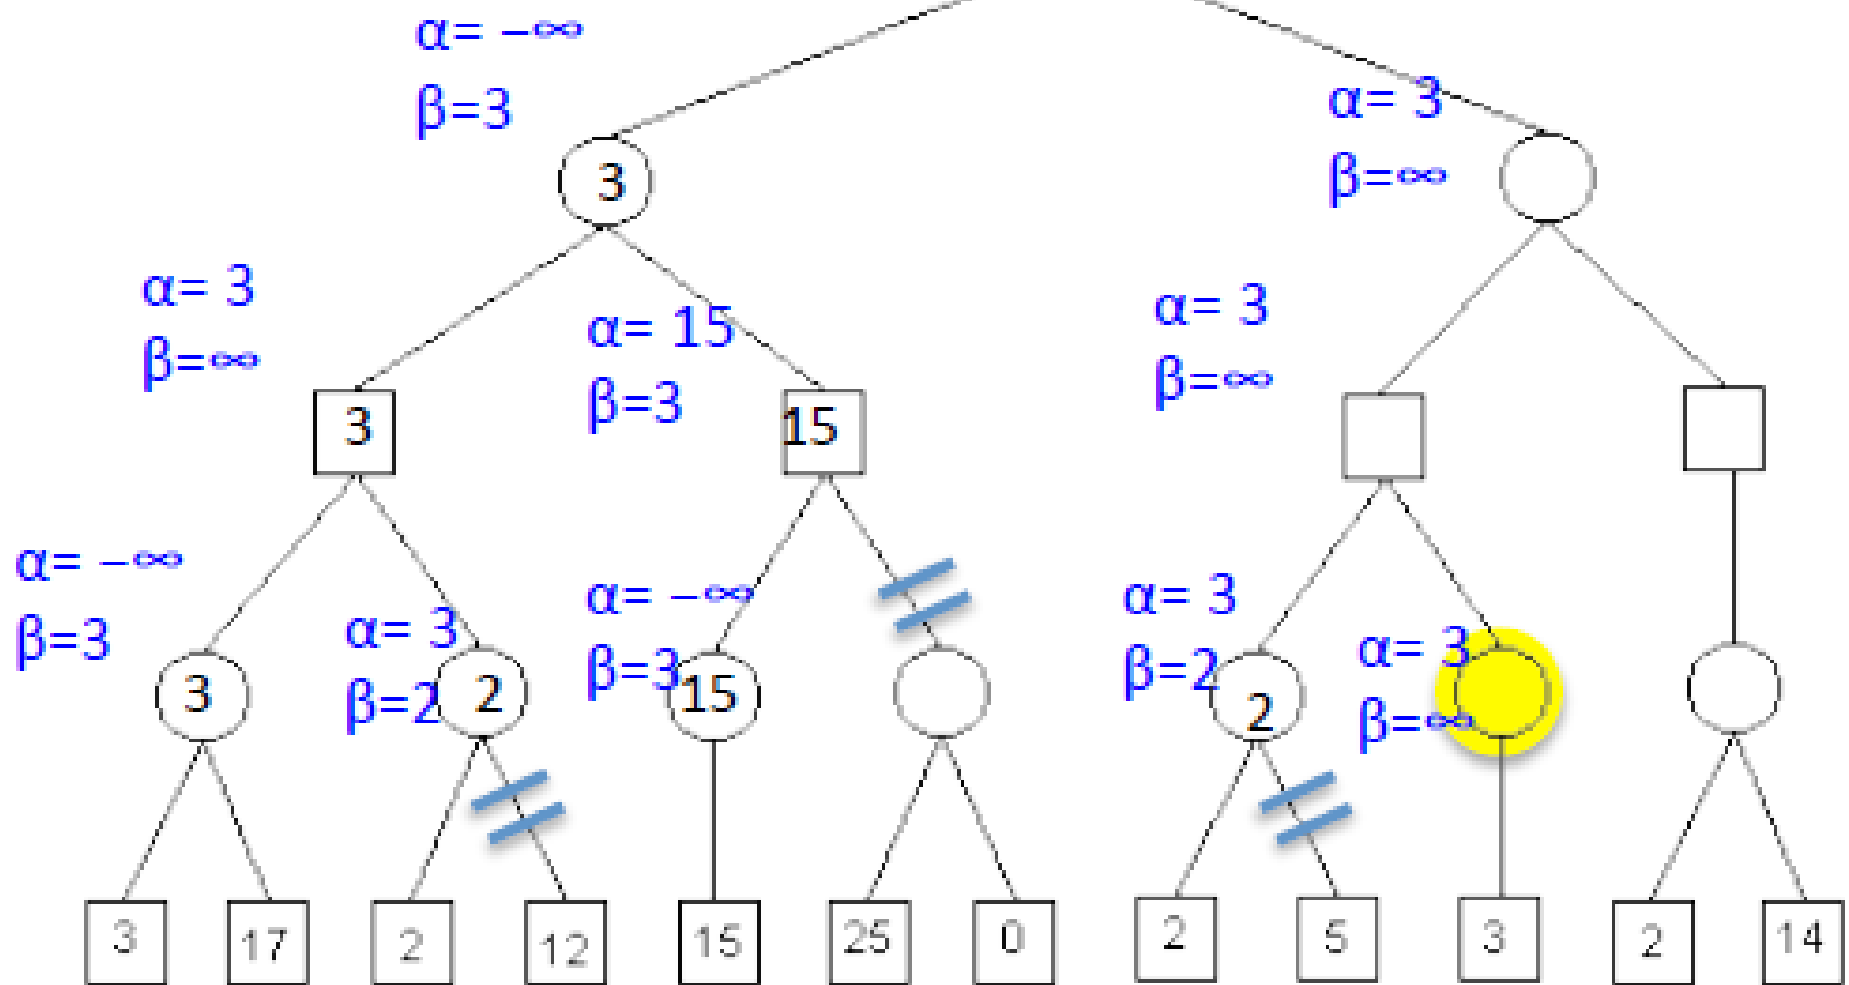 α= −∞
β=3
α= 3
β=∞
3
α= 3
β=∞
α= 15
β=3
α= 3
β=∞
3
15
α= −∞
β=3
α= 3
β=2
α= −∞
β=3
α= 3
β=2
α= 3
β=∞
3
2
15
2
3
17
2
12
15
25
0
2
5
3
2
14